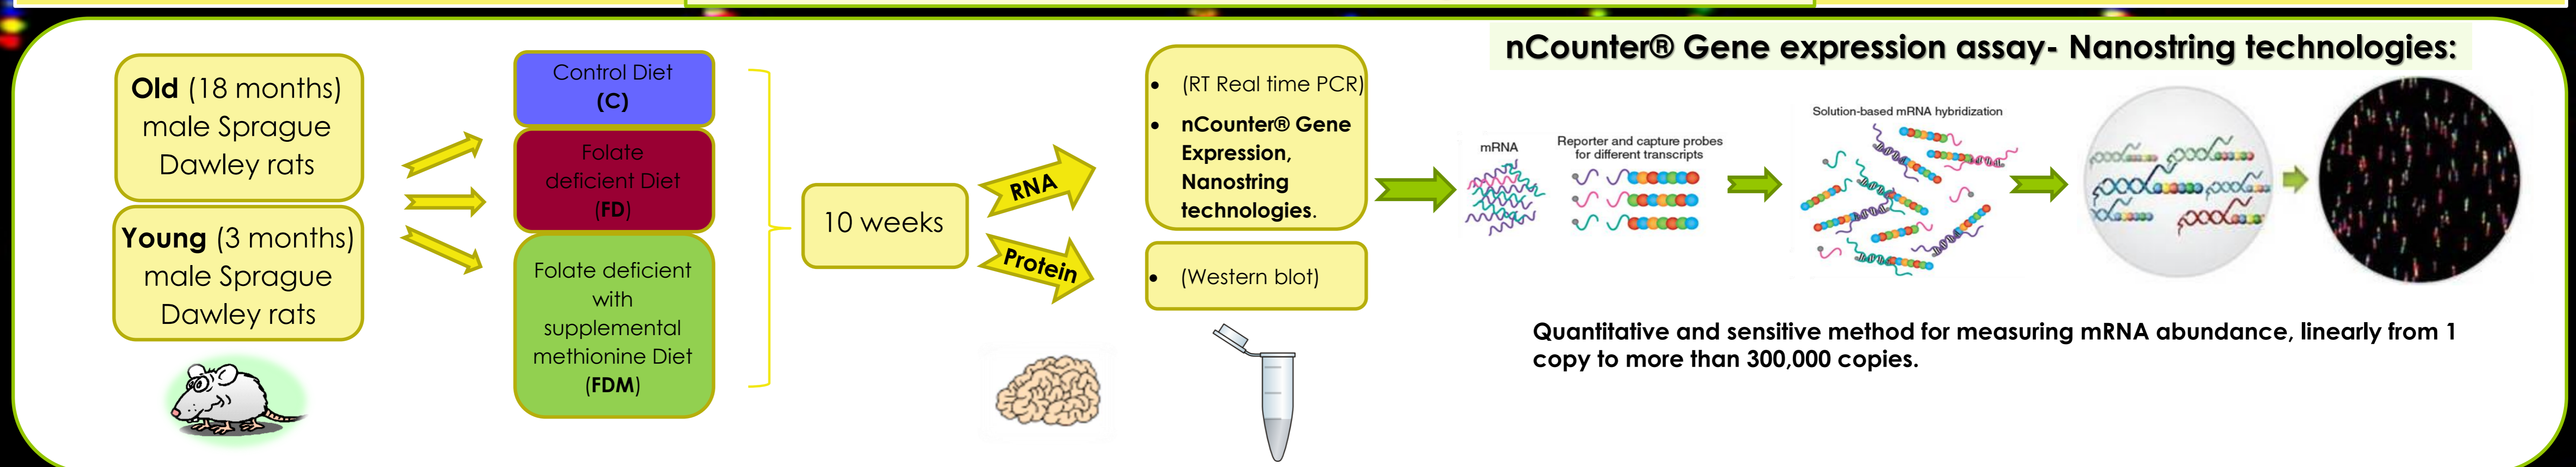 Old (18 months)
male Sprague
Dawley rats
Young (3 months)
male Sprague
Dawley rats
Control Diet
(C)
Folate
deficient Diet
(FD)
Folate deficient
with
supplemental
methionine Diet
(FDM)
10 weeks
RNA
Protein
• (RT Real time PCR)
• nCounter® Gene
Expression,
Nanostring
technologies.
• (Western blot)
nCounter® Gene expression assay- Nanostring technologies:
mRNA
Reporter and capture probes
for different transcripts
Solution-based mRNA hybridization
Quantitative and sensitive method for measuring mRNA abundance, linearly from 1
copy to more than 300,000 copies.